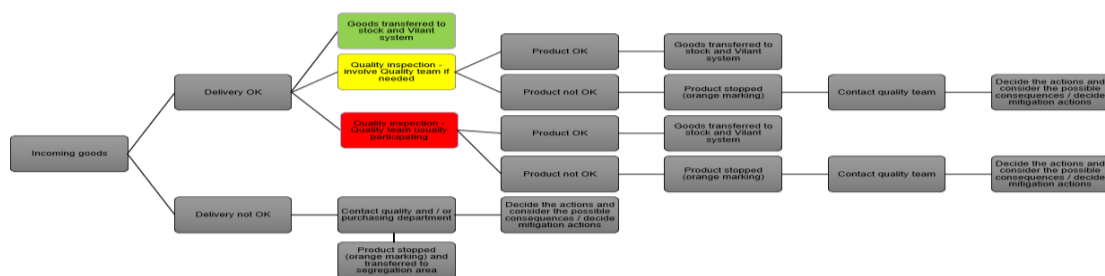 Goods transferred to
stock and Vilant
system
Quality inspection -
involve Quality team if
needed
Product OK
Goods transferred to
stock and Vilant
system
Delivery OK
Product not OK
Product stopped
(orange marking)
Contact quality team
Decide the actions and
consider the possible
consequences / decide
mitigation actions
Quality inspection -
Quality team usually
participating
Product OK
Goods transferred to
stock and Vilant
system
Incoming goods
Product not OK
Product stopped
(orange marking)
Contact quality team
Decide the actions and
consider the possible
consequences / decide
mitigation actions
Delivery not OK
Contact quality and / or
purchasing department
Decide the actions and
consider the possible
consequences / decide
mitigation actions
Product stopped
(orange marking) and
transferred to
segregation area